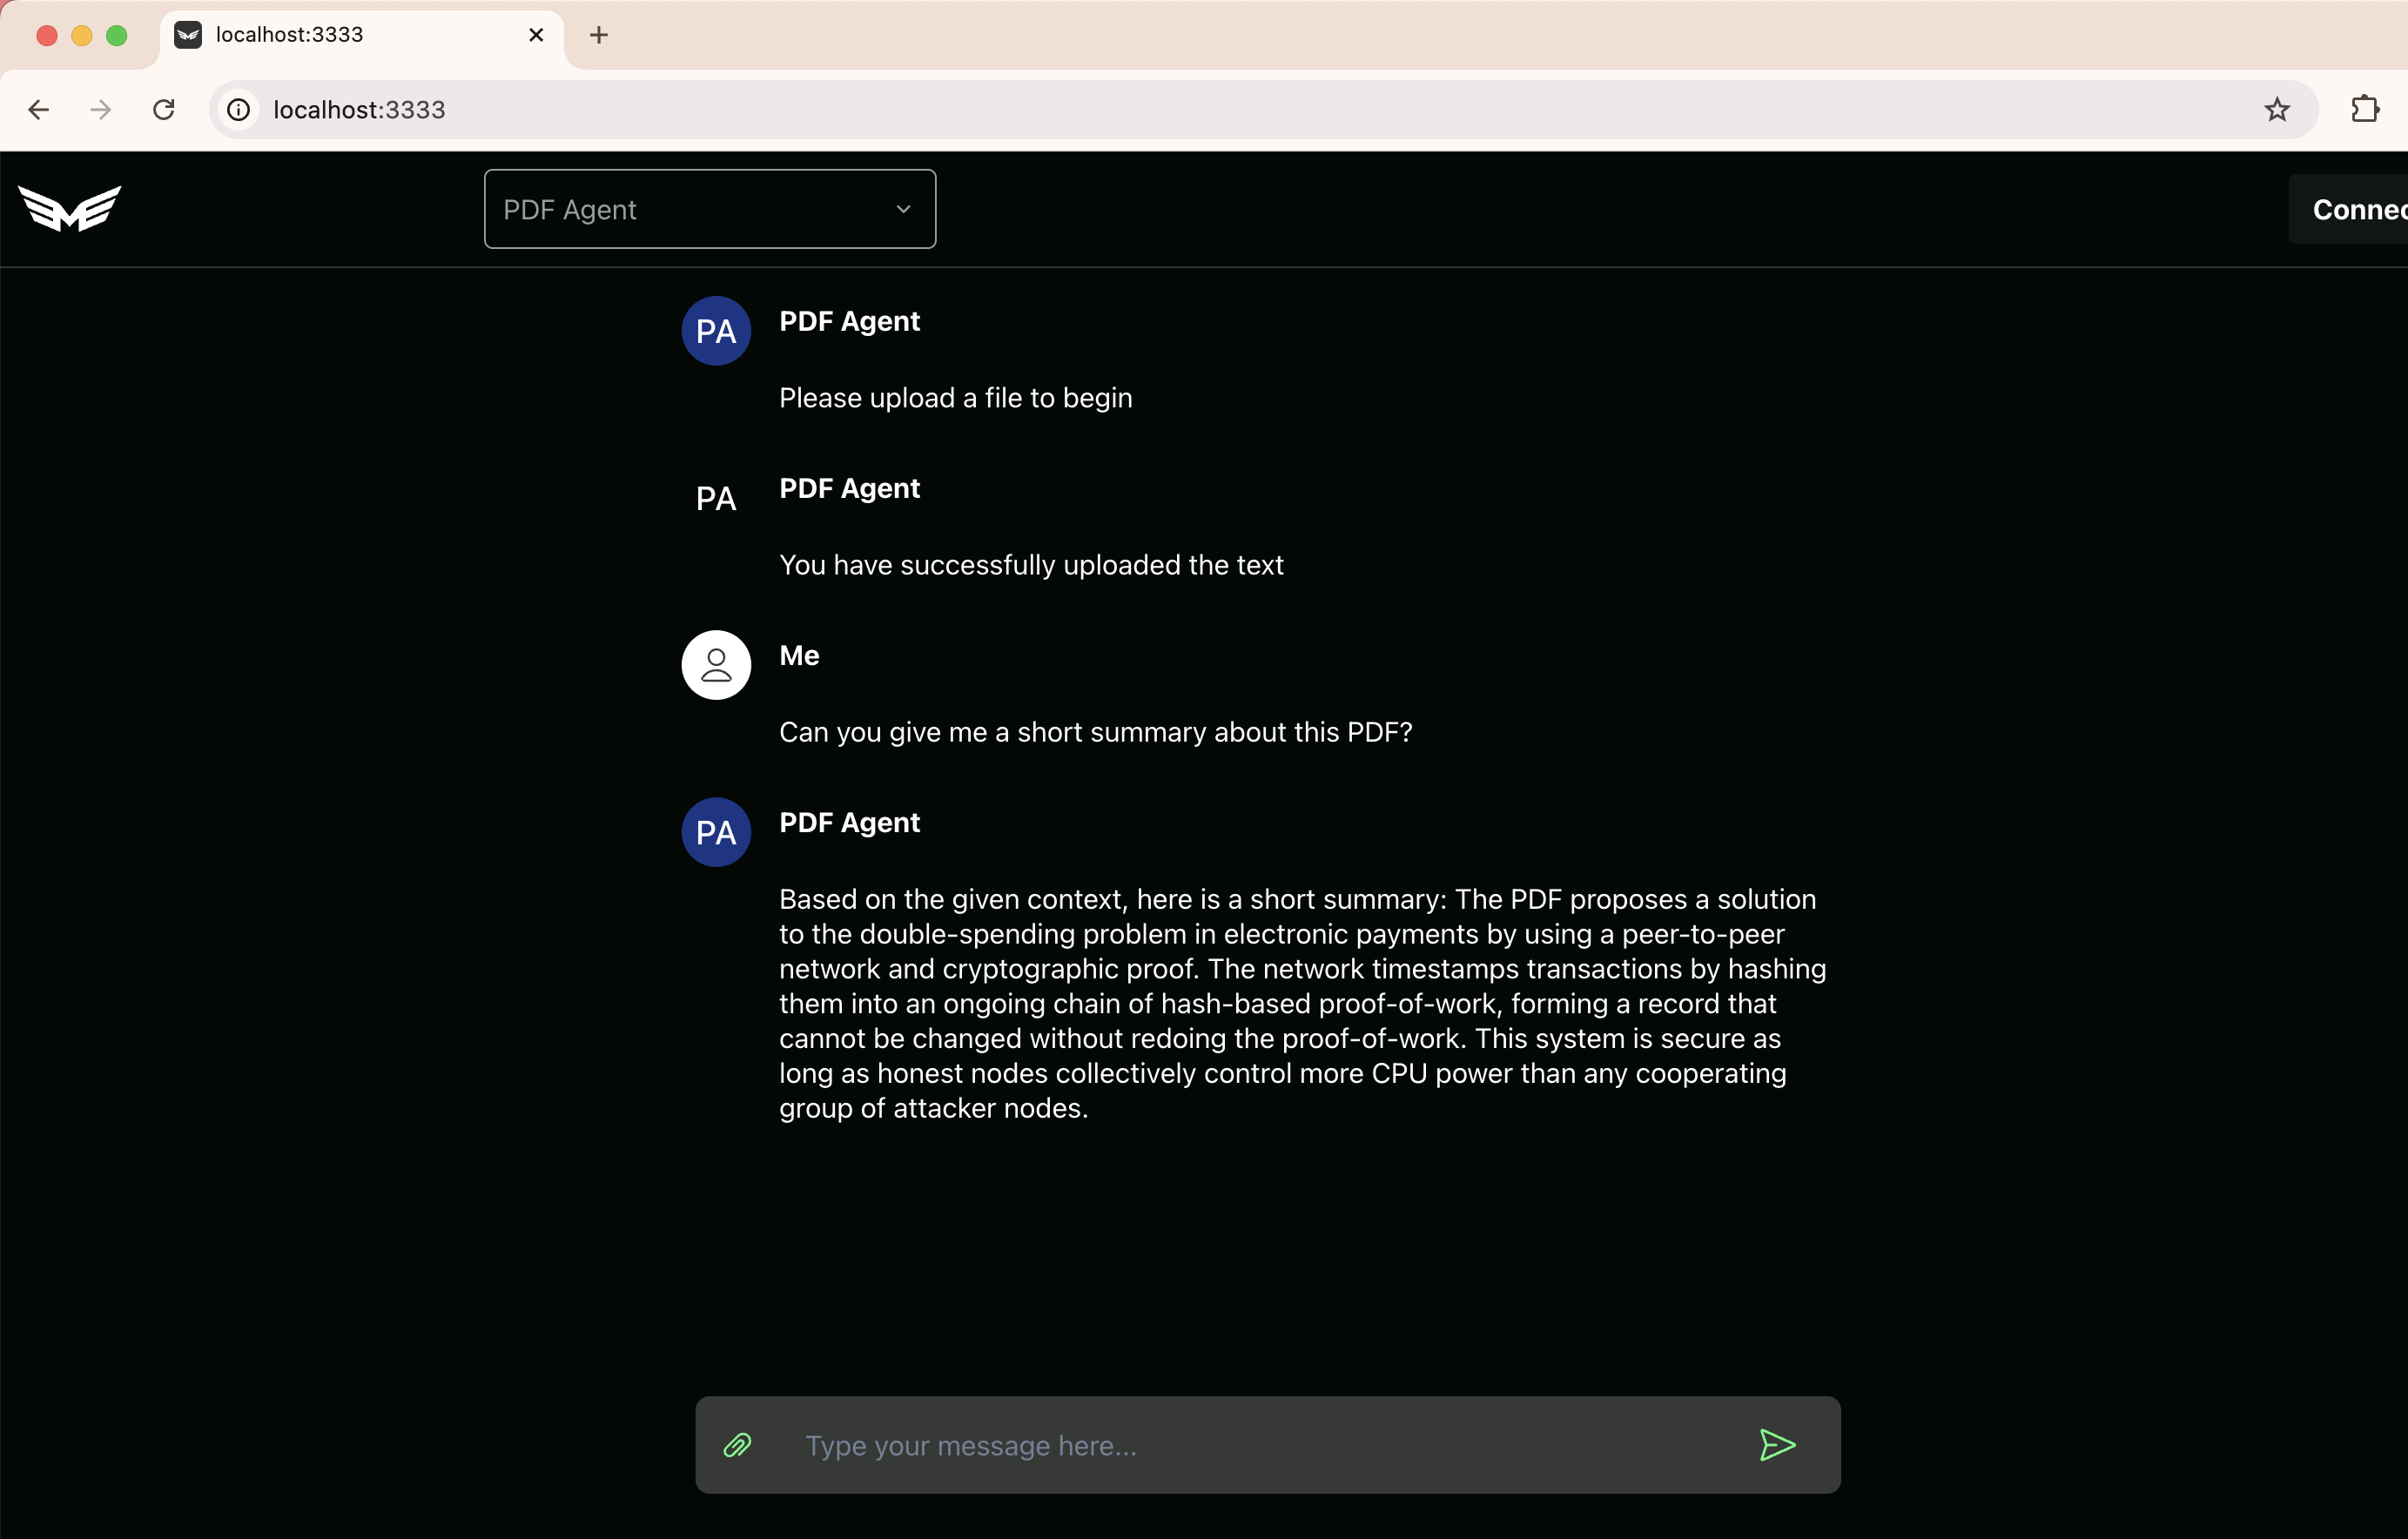 localhost:3333
localhost:3333
PDF Agent
Connec
PA
PDF Agent
Please upload a file to begin
PA
PDF Agent
You have successfully uploaded the text
Me
Can you give me a short summary about this PDF?
PA
PDF Agent
Based on the given context, here is a short summary: The PDF proposes a solution
to the double-spending problem in electronic payments by using a peer-to-peer
network and cryptographic proof. The network timestamps transactions by hashing
them into an ongoing chain of hash-based proof-of-work, forming a record that
cannot be changed without redoing the proof-of-work. This system is secure as
long as honest nodes collectively control more CPU power than any cooperating
group of attacker nodes.
Type your message here...